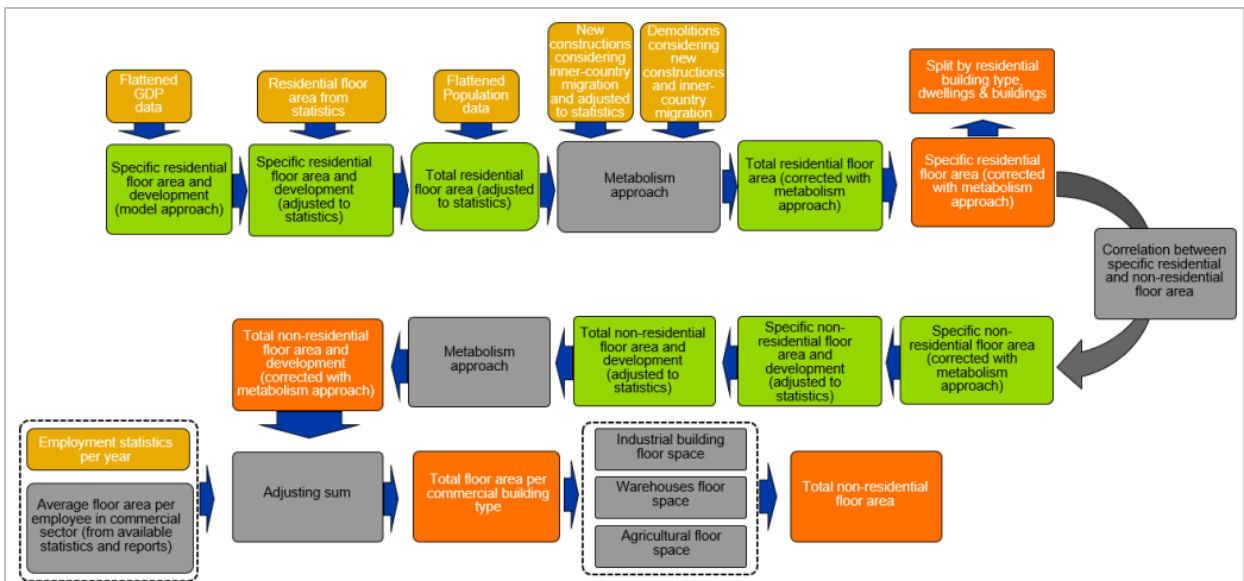 Flattened
GDP
data
Residential floor
area from
statistics
Flattened
Population
data
New
constructions
considering
inner-country
migration
and adjusted
to statistics
Demolitions
considering
new
constructions
and inner-
country
migration
Split by residential
building type,
dwellings & buildings
Specific residential
floor area and
development
(model approach)
Specific residential
floor area and
development
(adjusted to
statistics)
Total residential
floor area (adjusted
to statistics)
Metabolism
approach
Total residential floor
area (corrected with
metabolism
approach)
Specific residential
floor area (corrected
with metabolism
approach)
Correlation between
specific residential
and non-residential
floor area
Total non-residential
floor area and
development
(corrected with
metabolism approach)
Metabolism
approach
Total non-residential
floor area and
development
(adjusted to statistics)
Specific non-
residential floor
area and
development
(adjusted to
statistics)
Specific non-
residential floor area
(corrected with
metabolism
approach)
Employment statistics
per year
Average floor area per
employee in commercial
sector (from available
statistics and reports)
Adjusting sum
Total floor area per
commercial building
type
Industrial building
floor space
Warehouses floor
space
Agricultural floor
space
Total non-residential
floor area